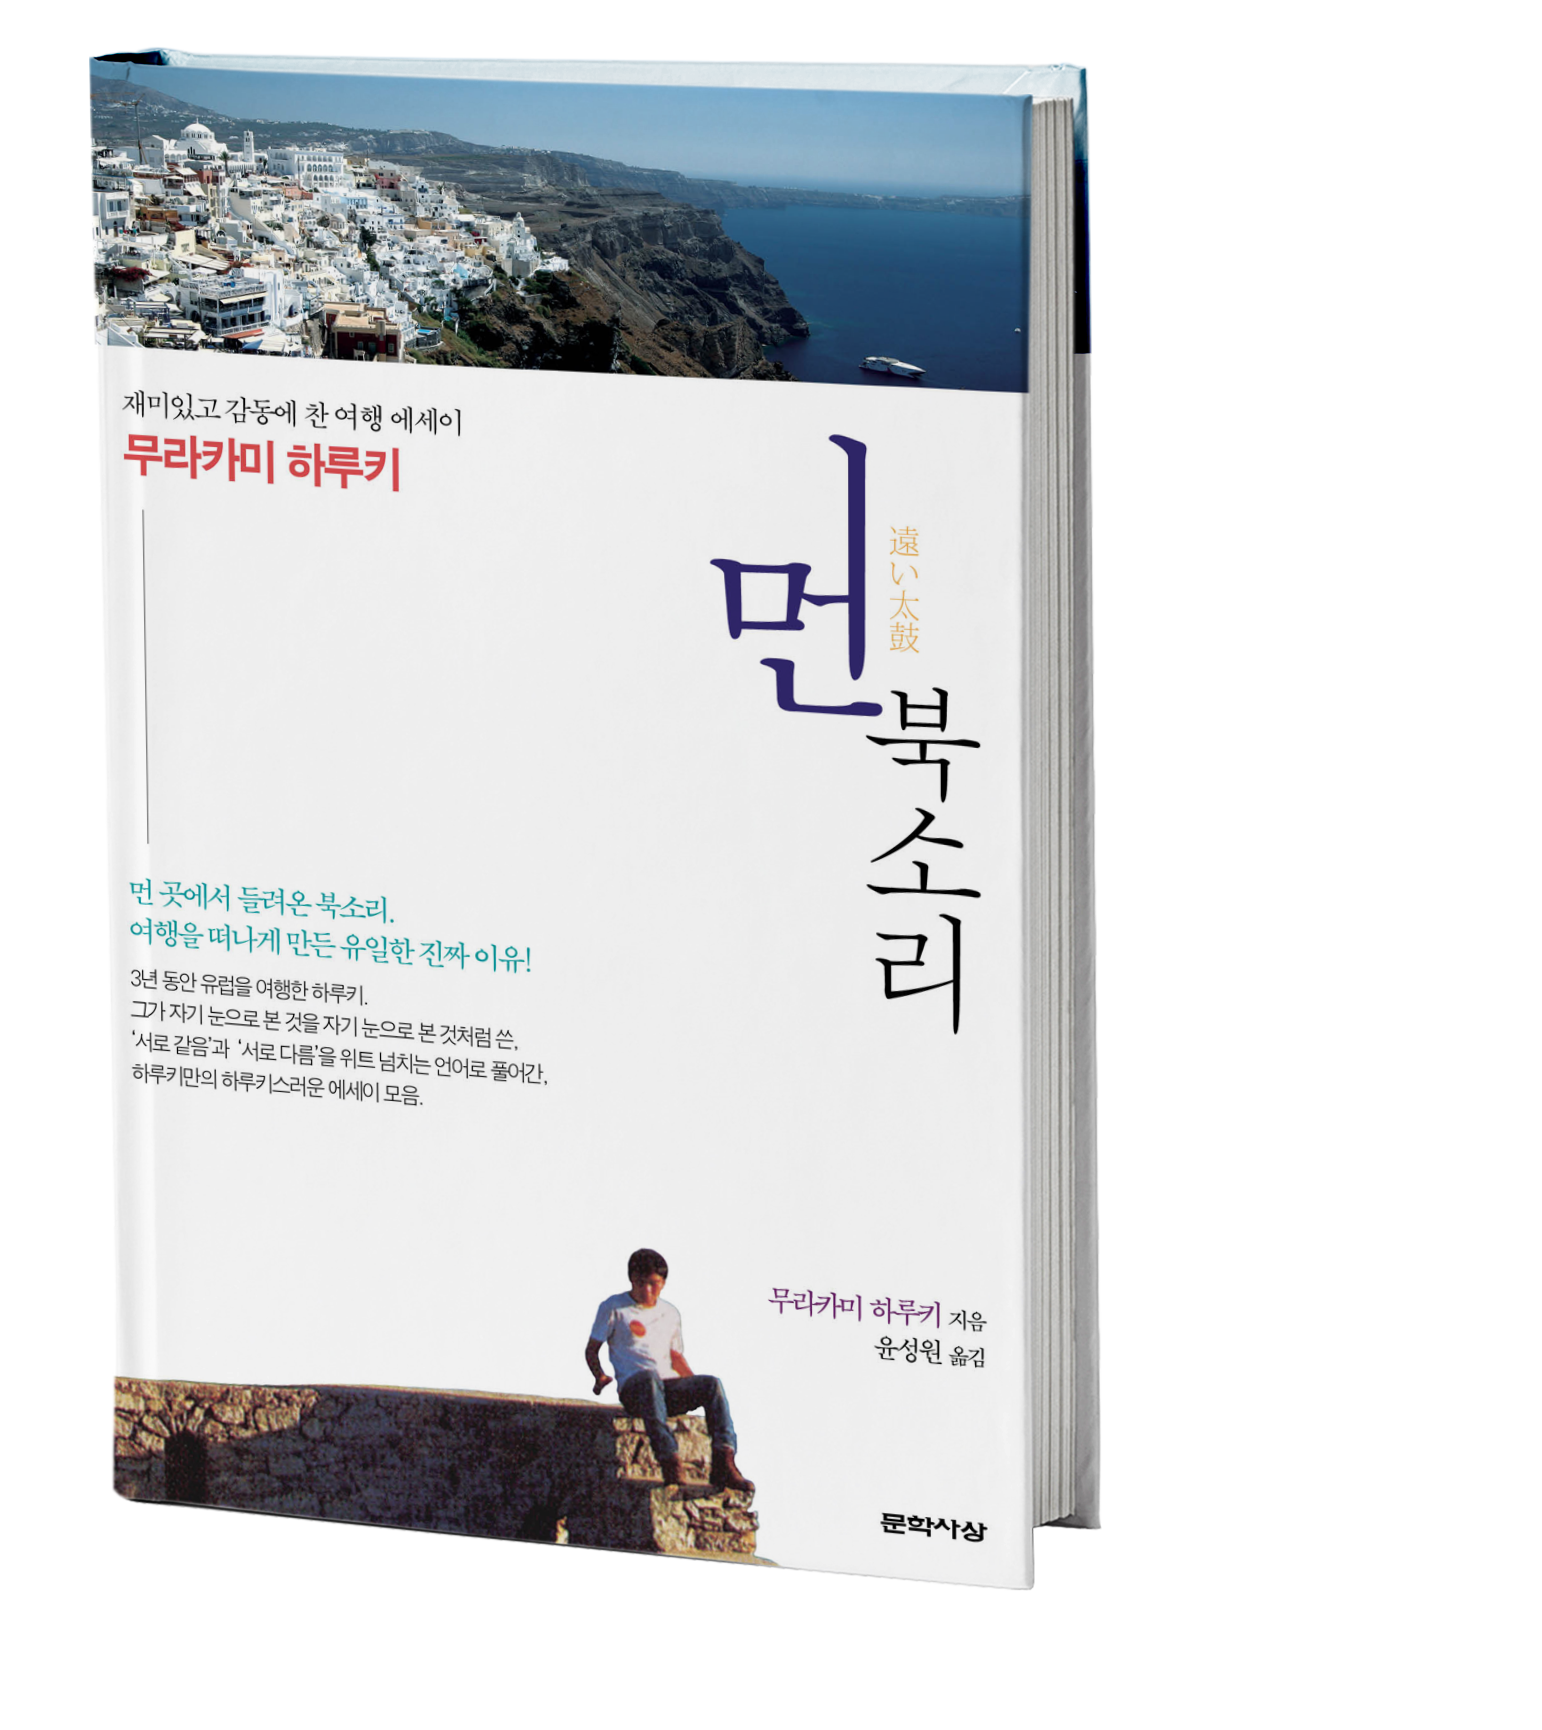 재미있고 감동에 찬 여행 에세이
무라카미 하루키
먼
遠い太鼓
북소리
먼 곳에서 들려온 북소리.
여행을 떠나게 만든 유일한 진짜 이유!
3년 동안 유럽을 여행한 하루키.
그가 자기 눈으로 본 것을 자기 눈으로 본 것처럼 쓴,
‘서로 같음’과 ‘서로 다름’을 위트 넘치는 언어로 풀어간,
하루키만의 하루키스러운 에세이 모음.
무라카미 하루키 지음
윤성원 옮김
문학사상